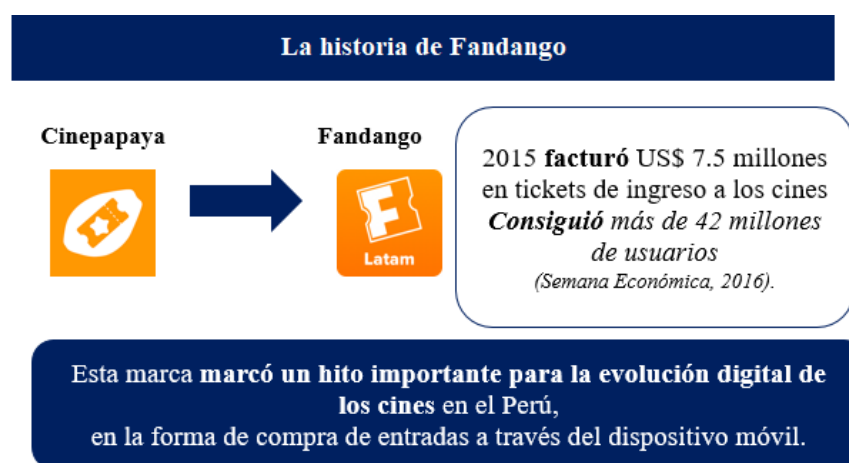 La historia de Fandango
Cinepapaya
Fandango
Latam
2015 facturó US$ 7.5 millones
en tickets de ingreso a los cines
Consiguió más de 42 millones
de usuarios
(Semana Económica, 2016).
Esta marca marcó un hito importante para la evolución digital de
los cines en el Perú,
en la forma de compra de entradas a través del dispositivo móvil.